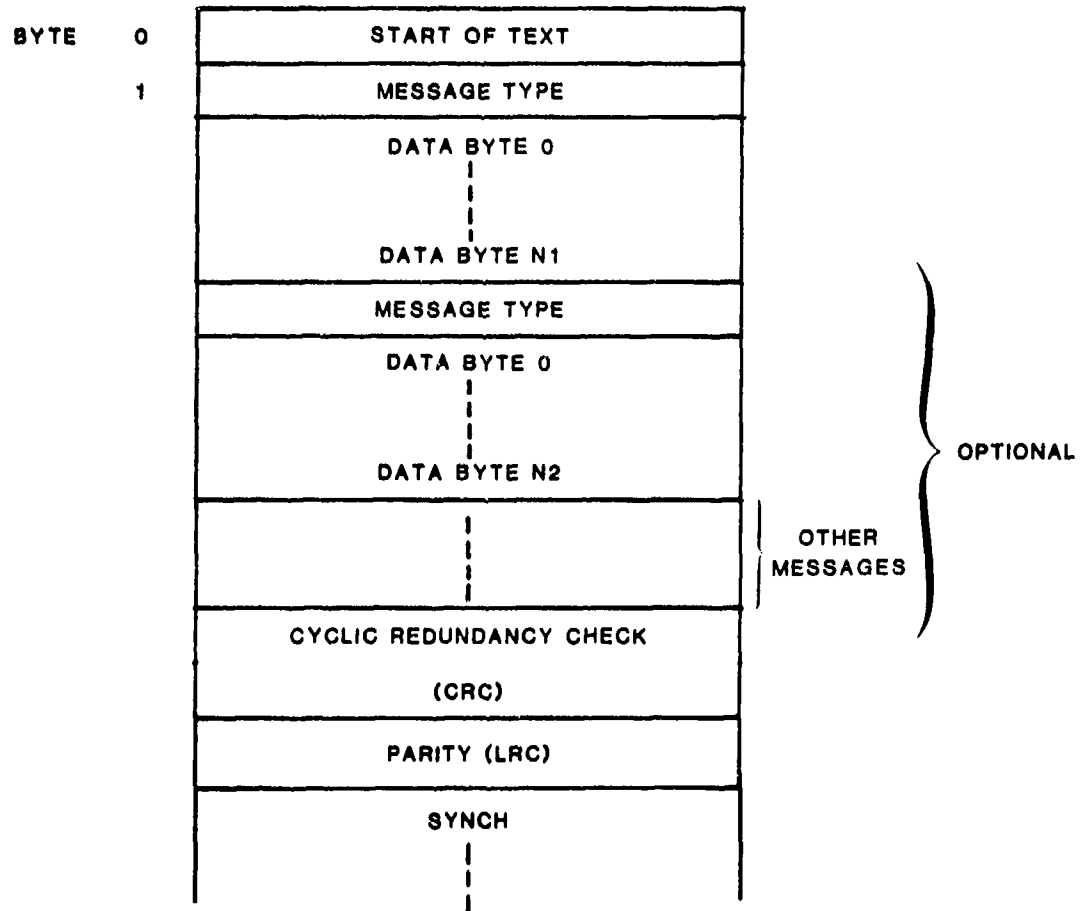 BYTE 0 START OF TEXT
1 MESSAGE TYPE
DATA BYTE 0
DATA BYTE N1
MESSAGE TYPE
DATA BYTE 0
OPTIONAL
DATA BYTE N2
OTHER
MESSAGES
CYCLIC REDUNDANCY CHECK
(CRC)
PARITY (LRC)
SYNCH